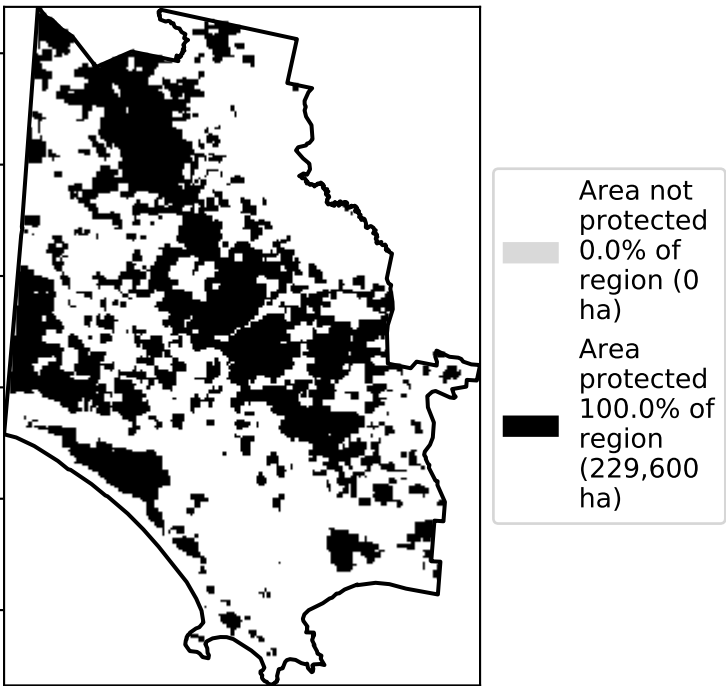 Area not
protected
0.0% of
region (0
ha)
Area
protected
100.0% of
region
(229,600
ha)